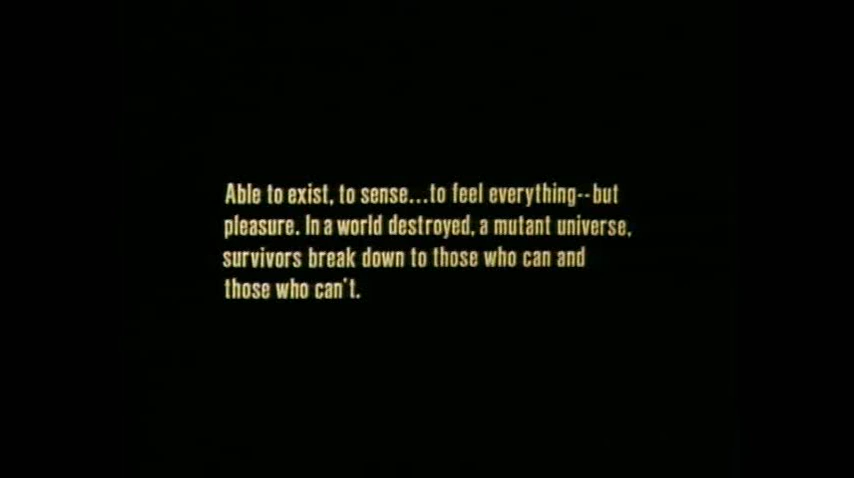 Able to exist, to sense...to feel everything--but
pleasure. In a world destroyed, a mutant universe,
survivors break down to those who can and
those who can't.